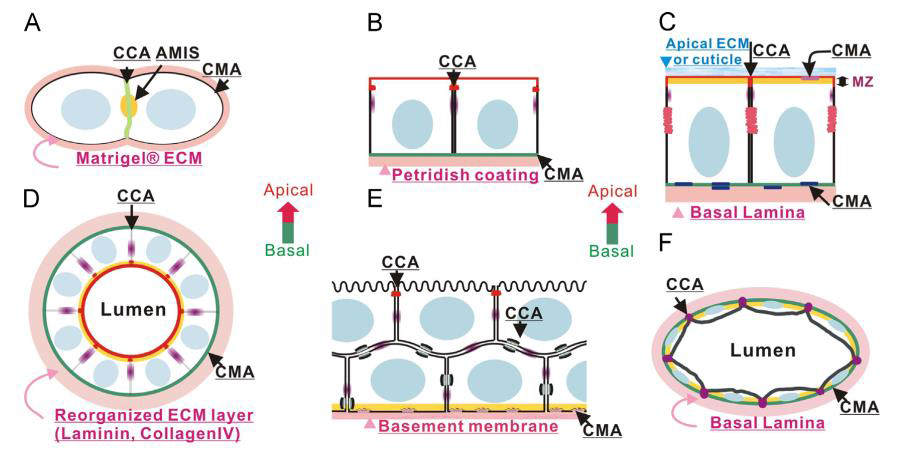 A
CCA AMIS
CMA
Matrigel® ECM
B
CCA
Petridish coating
CMA
C
Apical ECM
or cuticle
CCA
CMA
MZ
CMA
Basal Lamina
D
CCA
Lumen
CMA
Reorganized ECM layer
(Laminin, CollagenIV)
Apical
Basal
E
CCA
CCA
Basement membrane
CMA
Apical
Basal
F
CCA
Lumen
CMA
Basal Lamina